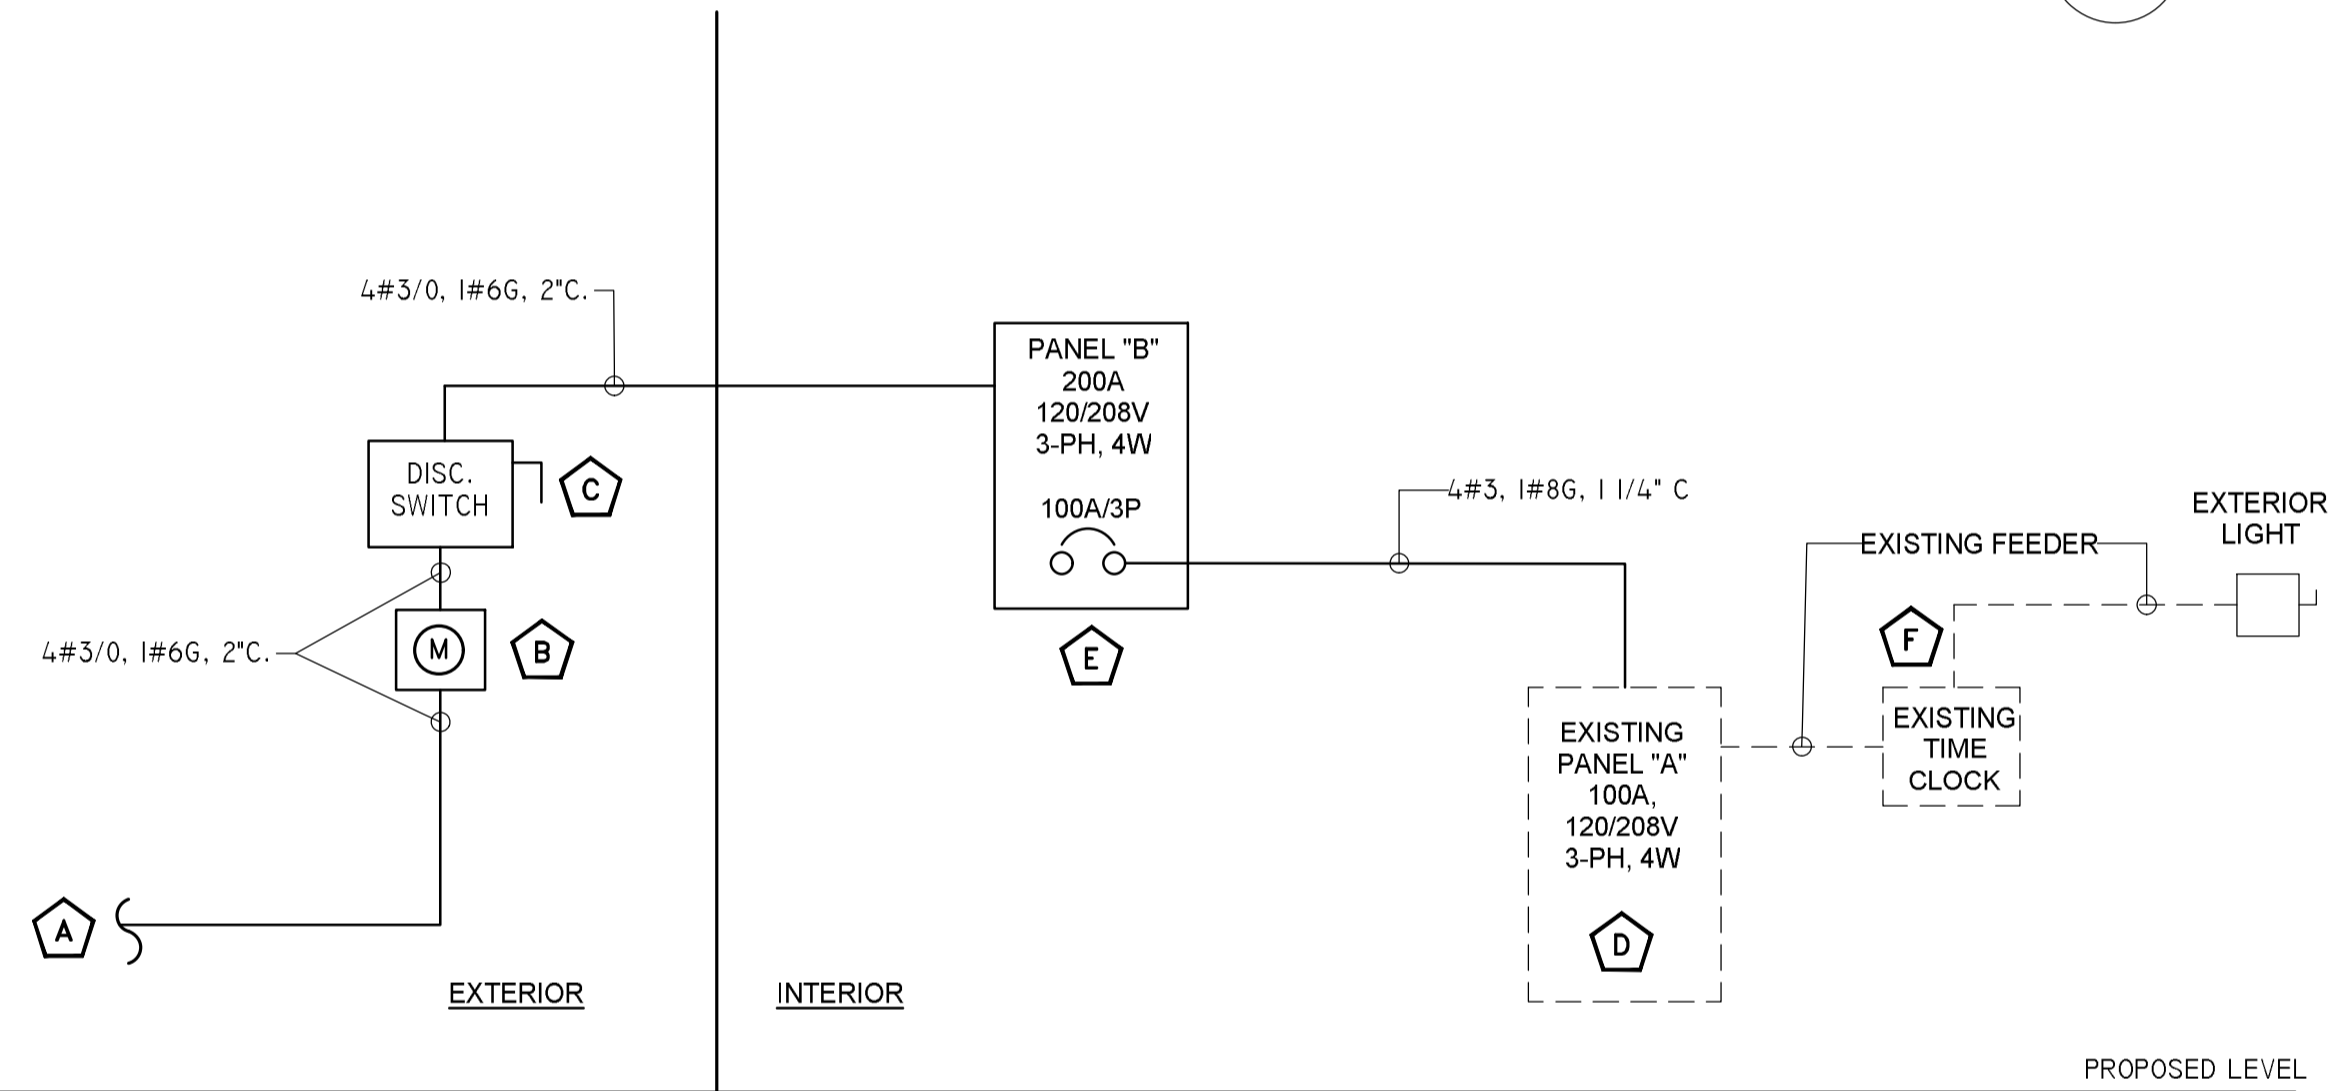 4#3/0, 1#6G, 2"C.
PANEL "B"
200A
120/208V
3-PH, 4W
100A/3P
DISC.
SWITCH
C
4#3, 1#8G, 1 1/4" C
EXTERIOR
LIGHT
EXISTING FEEDER
4#3/0, 1#6G, 2"C.
M
B
E
F
EXISTING
PANEL "A"
100A,
120/208V
3-PH, 4W
D
EXISTING
TIME
CLOCK
A
EXTERIOR
INTERIOR
PROPOSED LEVEL